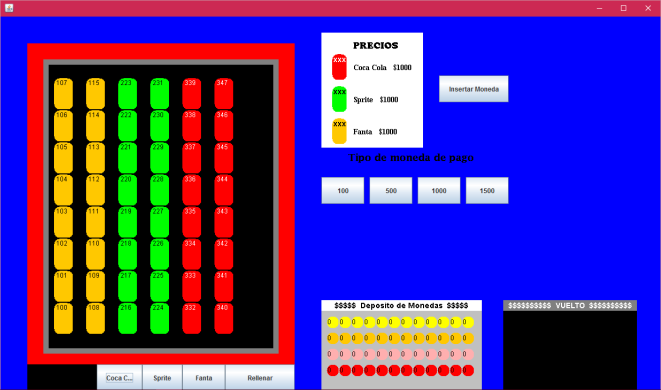 PRECIOS
XXX
Coca Cola $1000
XXX
Sprite $1000
XXX
Fanta $1000
Insertar Moneda
Tipo de moneda de pago
100 500 1000 1500
107 115 223 231 339 347
106 114 222 230 338 346
105 113 221 229 337 345
104 112 220 228 336 344
103 111 219 227 335 343
102 110 218 226 334 342
101 109 217 225 333 341
100 108 216 224 332 340
Coca C... Sprite Fanta Rellenar
$$$$$ Deposito de Monedas $$$$$
0 0 0 0 0 0 0 0 0 0 0 0
0 0 0 0 0 0 0 0 0 0 0 0
0 0 0 0 0 0 0 0 0 0 0 0
0 0 0 0 0 0 0 0 0 0 0 0
$$$$$$$$$$ VUELTO $$$$$$$$$$